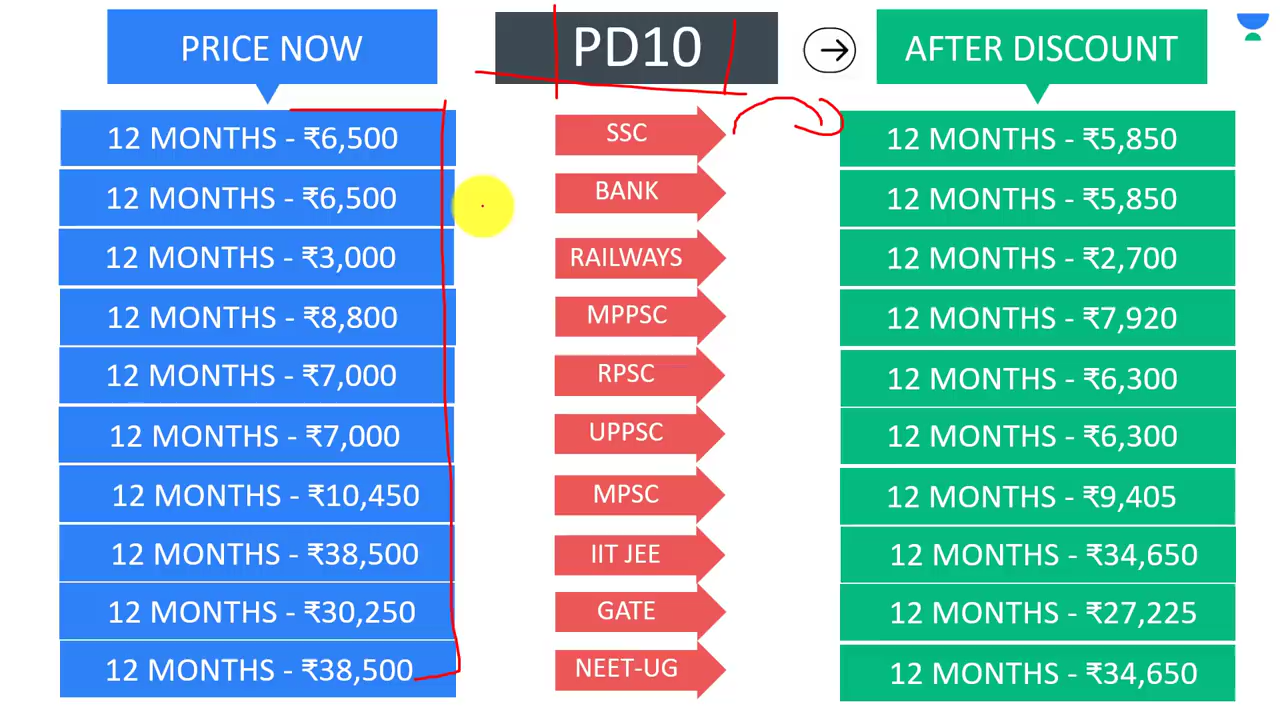 PRICE NOW PD10 AFTER DISCOUNT
12 MONTHS - ₹6,500 SSC 12 MONTHS - ₹5,850
12 MONTHS - ₹6,500 BANK 12 MONTHS - ₹5,850
12 MONTHS - ₹3,000 RAILWAYS 12 MONTHS - ₹2,700
12 MONTHS - ₹8,800 MPPSC 12 MONTHS - ₹7,920
12 MONTHS - ₹7,000 RPSC 12 MONTHS - ₹6,300
12 MONTHS - ₹7,000 UPPSC 12 MONTHS - ₹6,300
12 MONTHS - ₹10,450 MPSC 12 MONTHS - ₹9,405
12 MONTHS - ₹38,500 IIT JEE 12 MONTHS - ₹34,650
12 MONTHS - ₹30,250 GATE 12 MONTHS - ₹27,225
12 MONTHS - ₹38,500 NEET-UG 12 MONTHS - ₹34,650